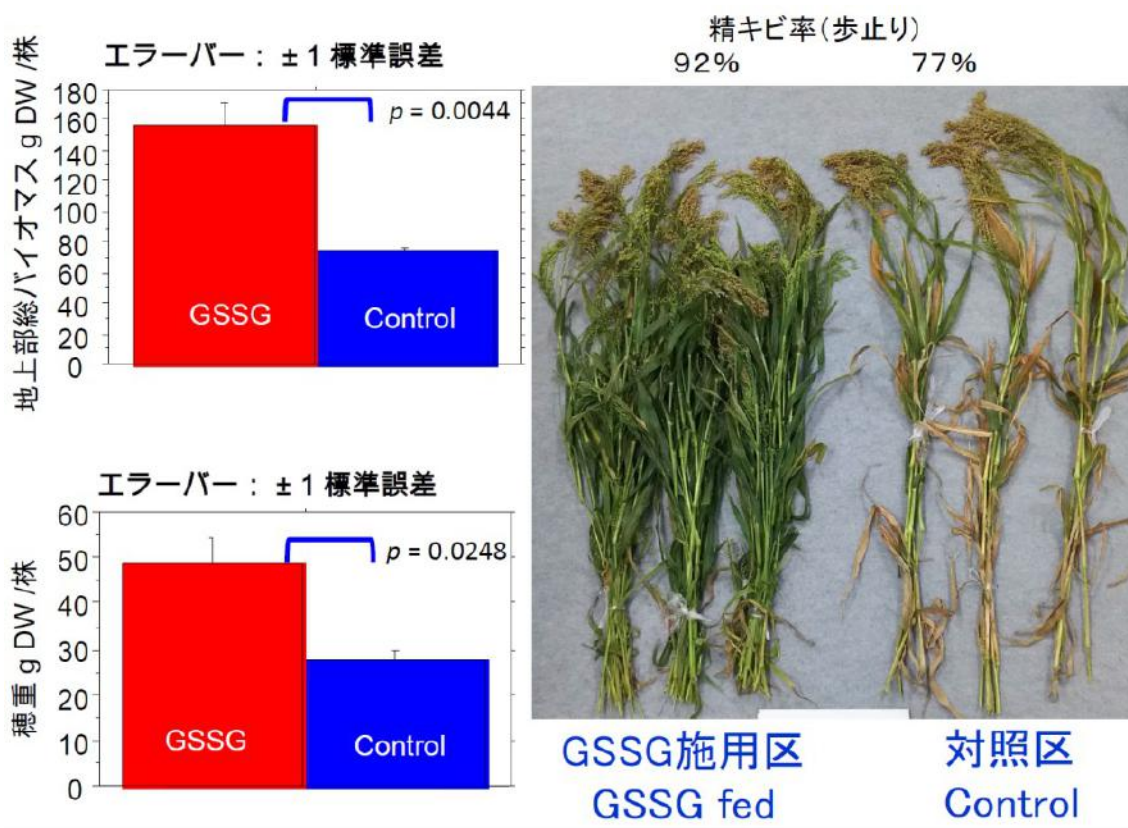 エラーバー： ± 1 標準誤差
地上部総バイオマス g DW /株
180
160
140
120
100
80
60
40
20
0
p = 0.0044
GSSG
Control
エラーバー： ± 1 標準誤差
穂重 g DW /株
60
50
40
30
20
10
0
p = 0.0248
GSSG
Control
精キビ率(歩止り)
92% 77%
GSSG施用区
GSSG fed
対照区
Control